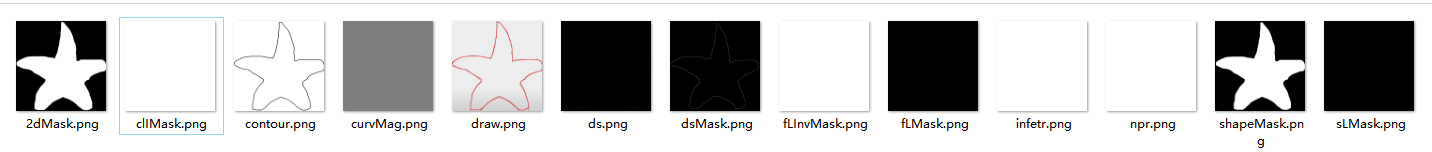 2dMask.png
clIMask.png
contour.png
curvMag.png
draw.png
ds.png
dsMask.png
fLInvMask.png
fLMask.png
infetr.png
npr.png
shapeMask.pn
g
sLMask.png